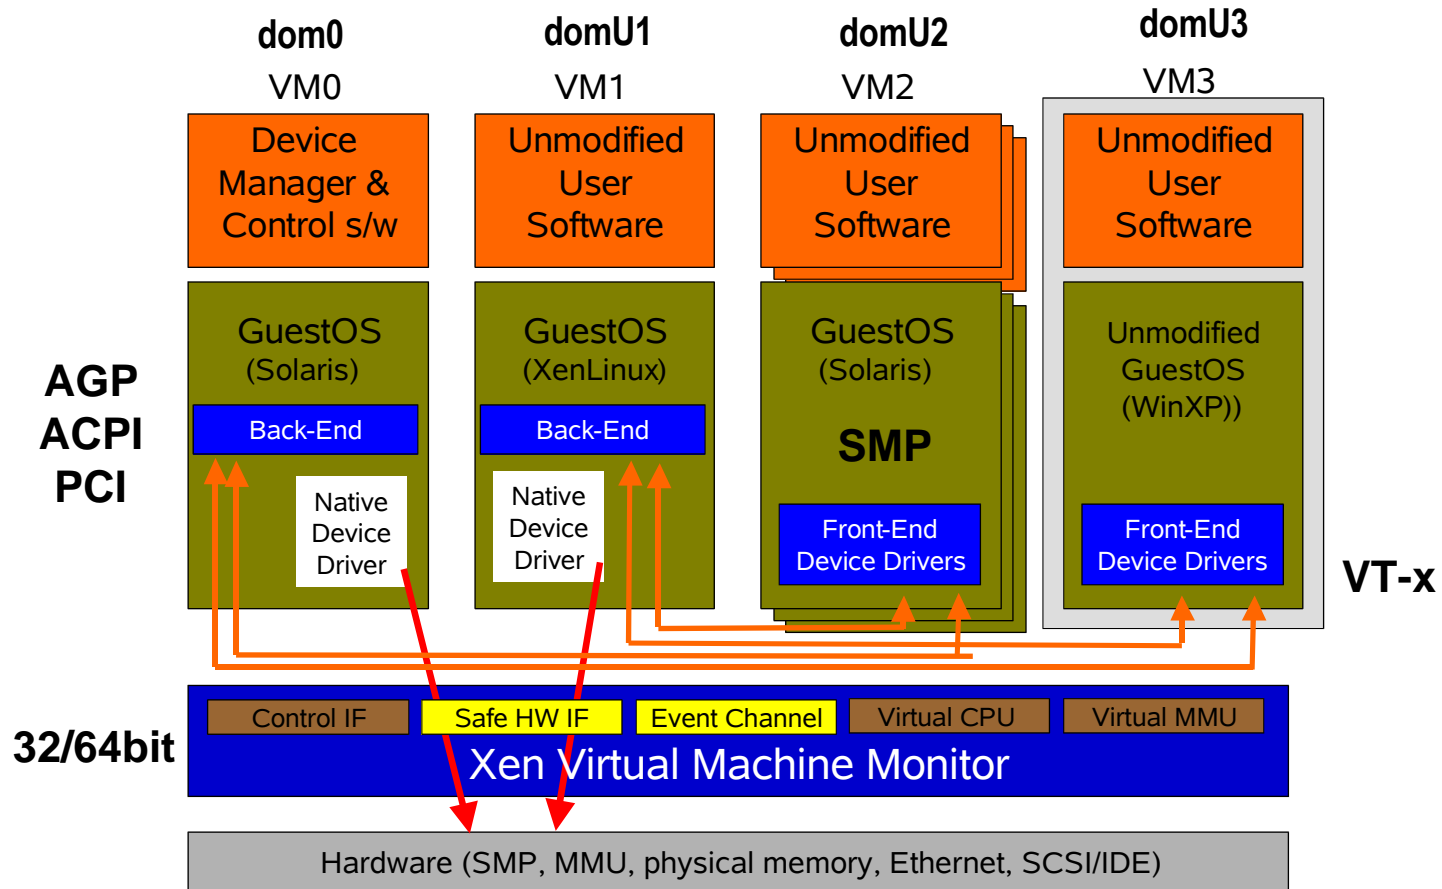 dom0
domU1
domU2
domU3
VM0
VM1
VM2
VM3
Device
Manager &
Control s/w
Unmodified
User
Software
Unmodified
User
Software
Unmodified
User
Software
AGP
ACPI
PCI
GuestOS
(Solaris)
Back-End
Native
Device
Driver
GuestOS
(XenLinux)
Back-End
Native
Device
Driver
GuestOS
(Solaris)
SMP
Front-End
Device Drivers
Unmodified
GuestOS
(WinXP))
Front-End
Device Drivers
VT-x
32/64bit
Control IF
Safe HW IF
Event Channel
Virtual CPU
Virtual MMU
Xen Virtual Machine Monitor
Hardware (SMP, MMU, physical memory, Ethernet, SCSI/IDE)